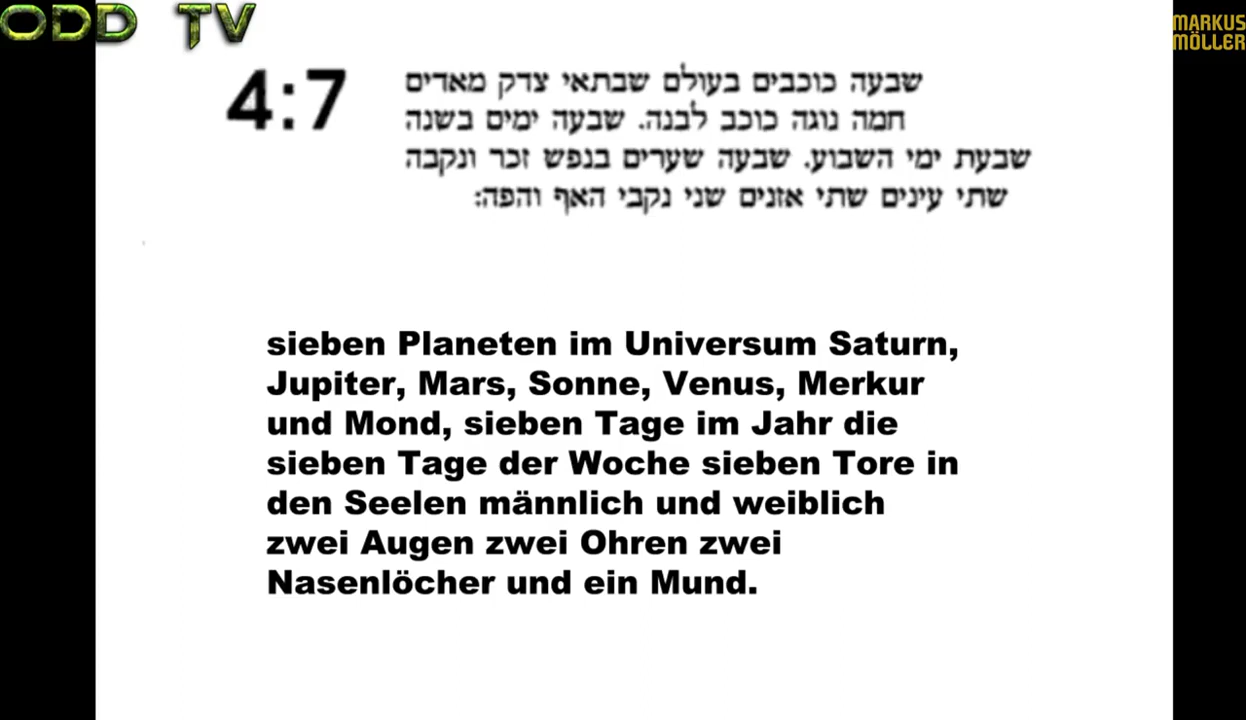 ODD TV
MARKUS
MÖLLER
4:7
שבעה כוכבים בעולם שבתאי צדק מאדים
חמה נוגה כוכב לבנה. שבעה ימים בשנה
שבעת ימי השבוע. שבעה שערים בנפש זכר ונקבה
שתי עינים שתי אזנים שני נקבי האף והפה:
sieben Planeten im Universum Saturn,
Jupiter, Mars, Sonne, Venus, Merkur
und Mond, sieben Tage im Jahr die
sieben Tage der Woche sieben Tore in
den Seelen männlich und weiblich
zwei Augen zwei Ohren zwei
Nasenlöcher und ein Mund.